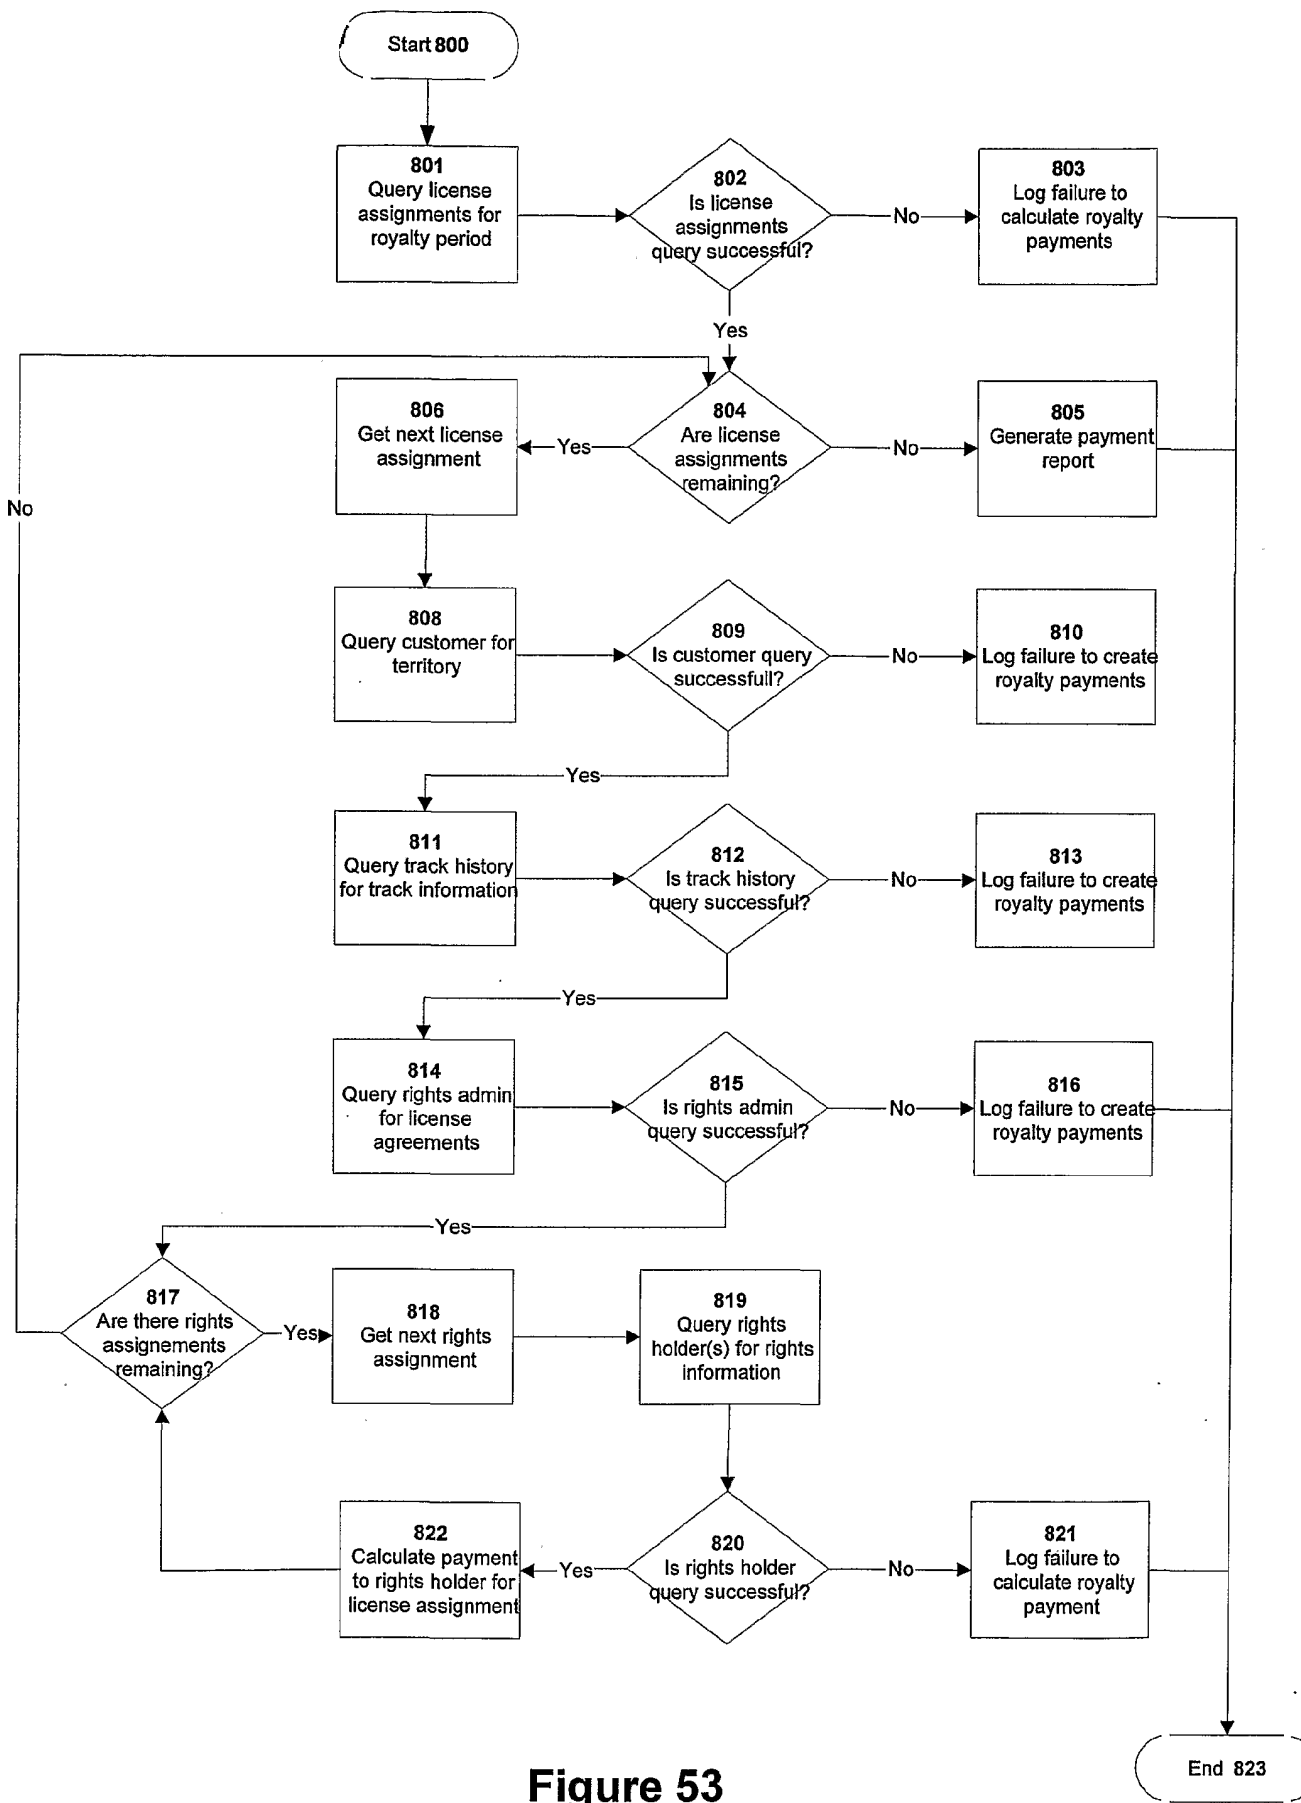 Start 800
801
Query license
assignments for
royalty period
802
Is license
assignments
query successful?
No
803
Log failure to
calculate royalty
payments
Yes
806
Get next license
assignment
Yes
804
Are license
assignments
remaining?
No
805
Generate payment
report
No
808
Query customer for
territory
809
Is customer query
successfull?
No
810
Log failure to create
royalty payments
Yes
811
Query track history
for track information
812
Is track history
query successful?
No
813
Log failure to create
royalty payments
Yes
814
Query rights admin
for license
agreements
815
Is rights admin
query successful?
No
816
Log failure to create
royalty payments
Yes
817
Are there rights
assignements
remaining?
Yes
818
Get next rights
assignment
819
Query rights
holder(s) for rights
information
822
Calculate payment
to rights holder for
license assignment
Yes
820
Is rights holder
query successful?
No
821
Log failure to
calculate royalty
payment
End 823
Figure 53